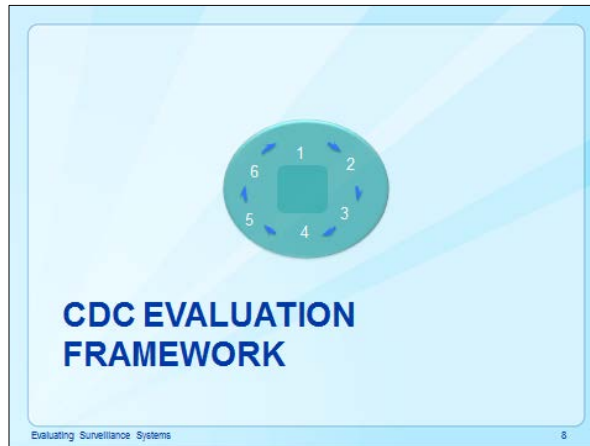 1
2
3
4
5
6
CDC EVALUATION
FRAMEWORK
Evaluating Surveillance Systems 8